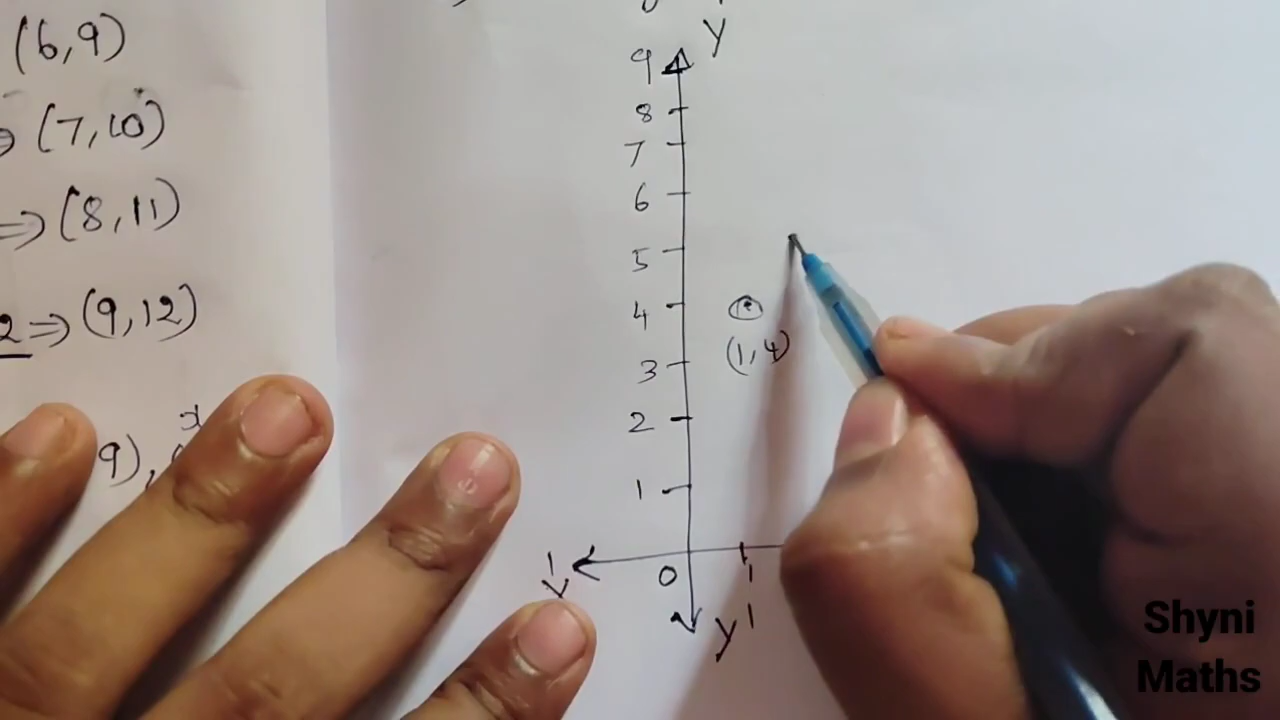 (6,9)
⇒ (7,10)
⇒ (8,11)
2 ⇒ (9,12)
9),
x
Y
9
8
7
6
5
4
(1,4)
3
2
1
0
1
Y'
Shyni
Maths